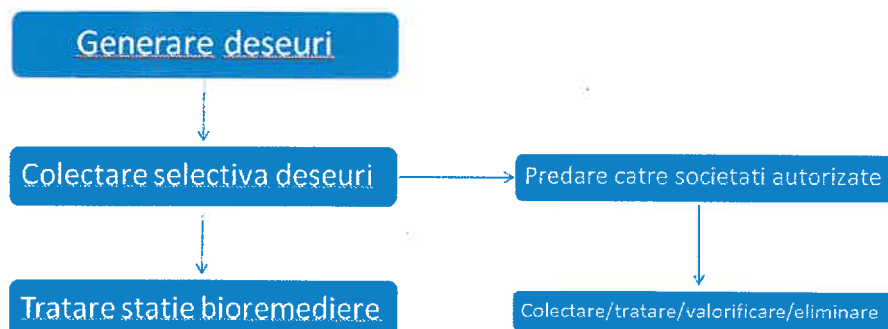 Generare deseuri
Colectare selectiva deseuri
Predare catre societati autorizate
Tratare statie bioremediere
Colectare/tratare/valorificare/eliminare